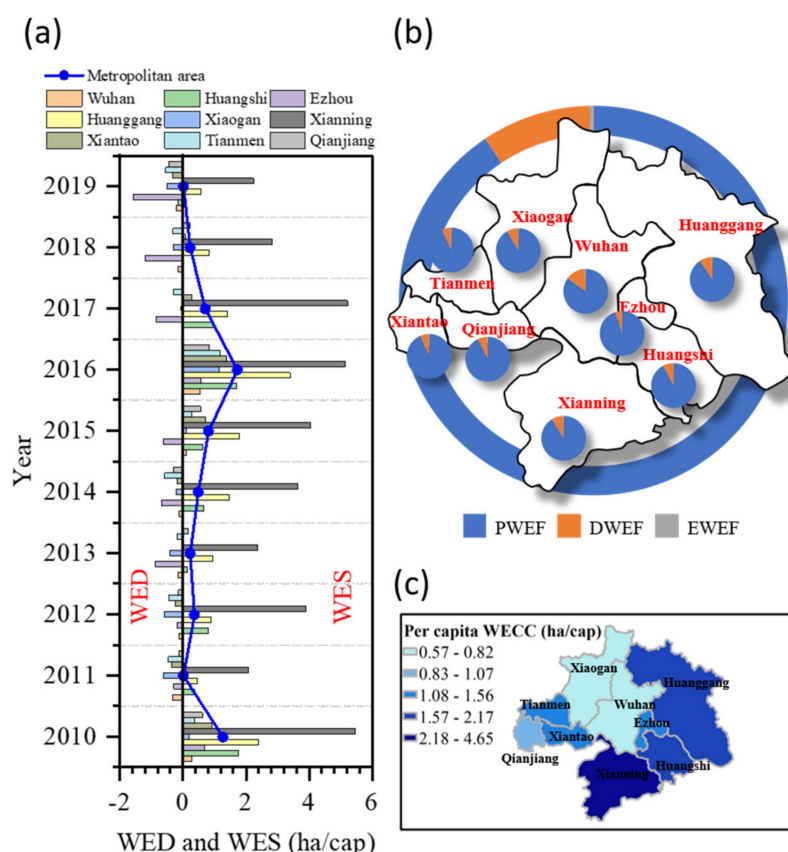 (a)
Metropolitan area
Wuhan Huangshi Ezhou
Huanggang Xiaogan Xianning
Xiantao Tianmen Qianjiang
2019
2018
2017
2016
2015
2014
2013
2012
2011
2010
Year
WED
WES
-2 0 2 4 6
WED and WES (ha/cap)
(b)
Xiaogan
Huanggang
Wuhan
Tianmen
Ezhou
Xiantao
Qianjiang
Huangshi
Xianning
PWEF DWEF EWEF
(c)
Per capita WECC (ha/cap)
0.57 - 0.82
0.83 - 1.07
1.08 - 1.56
1.57 - 2.17
2.18 - 4.65
Xiaogan
Huanggang
Tianmen
Wuhan
Ezhou
Xiantao
Qianjiang
Huangshi
Xianning